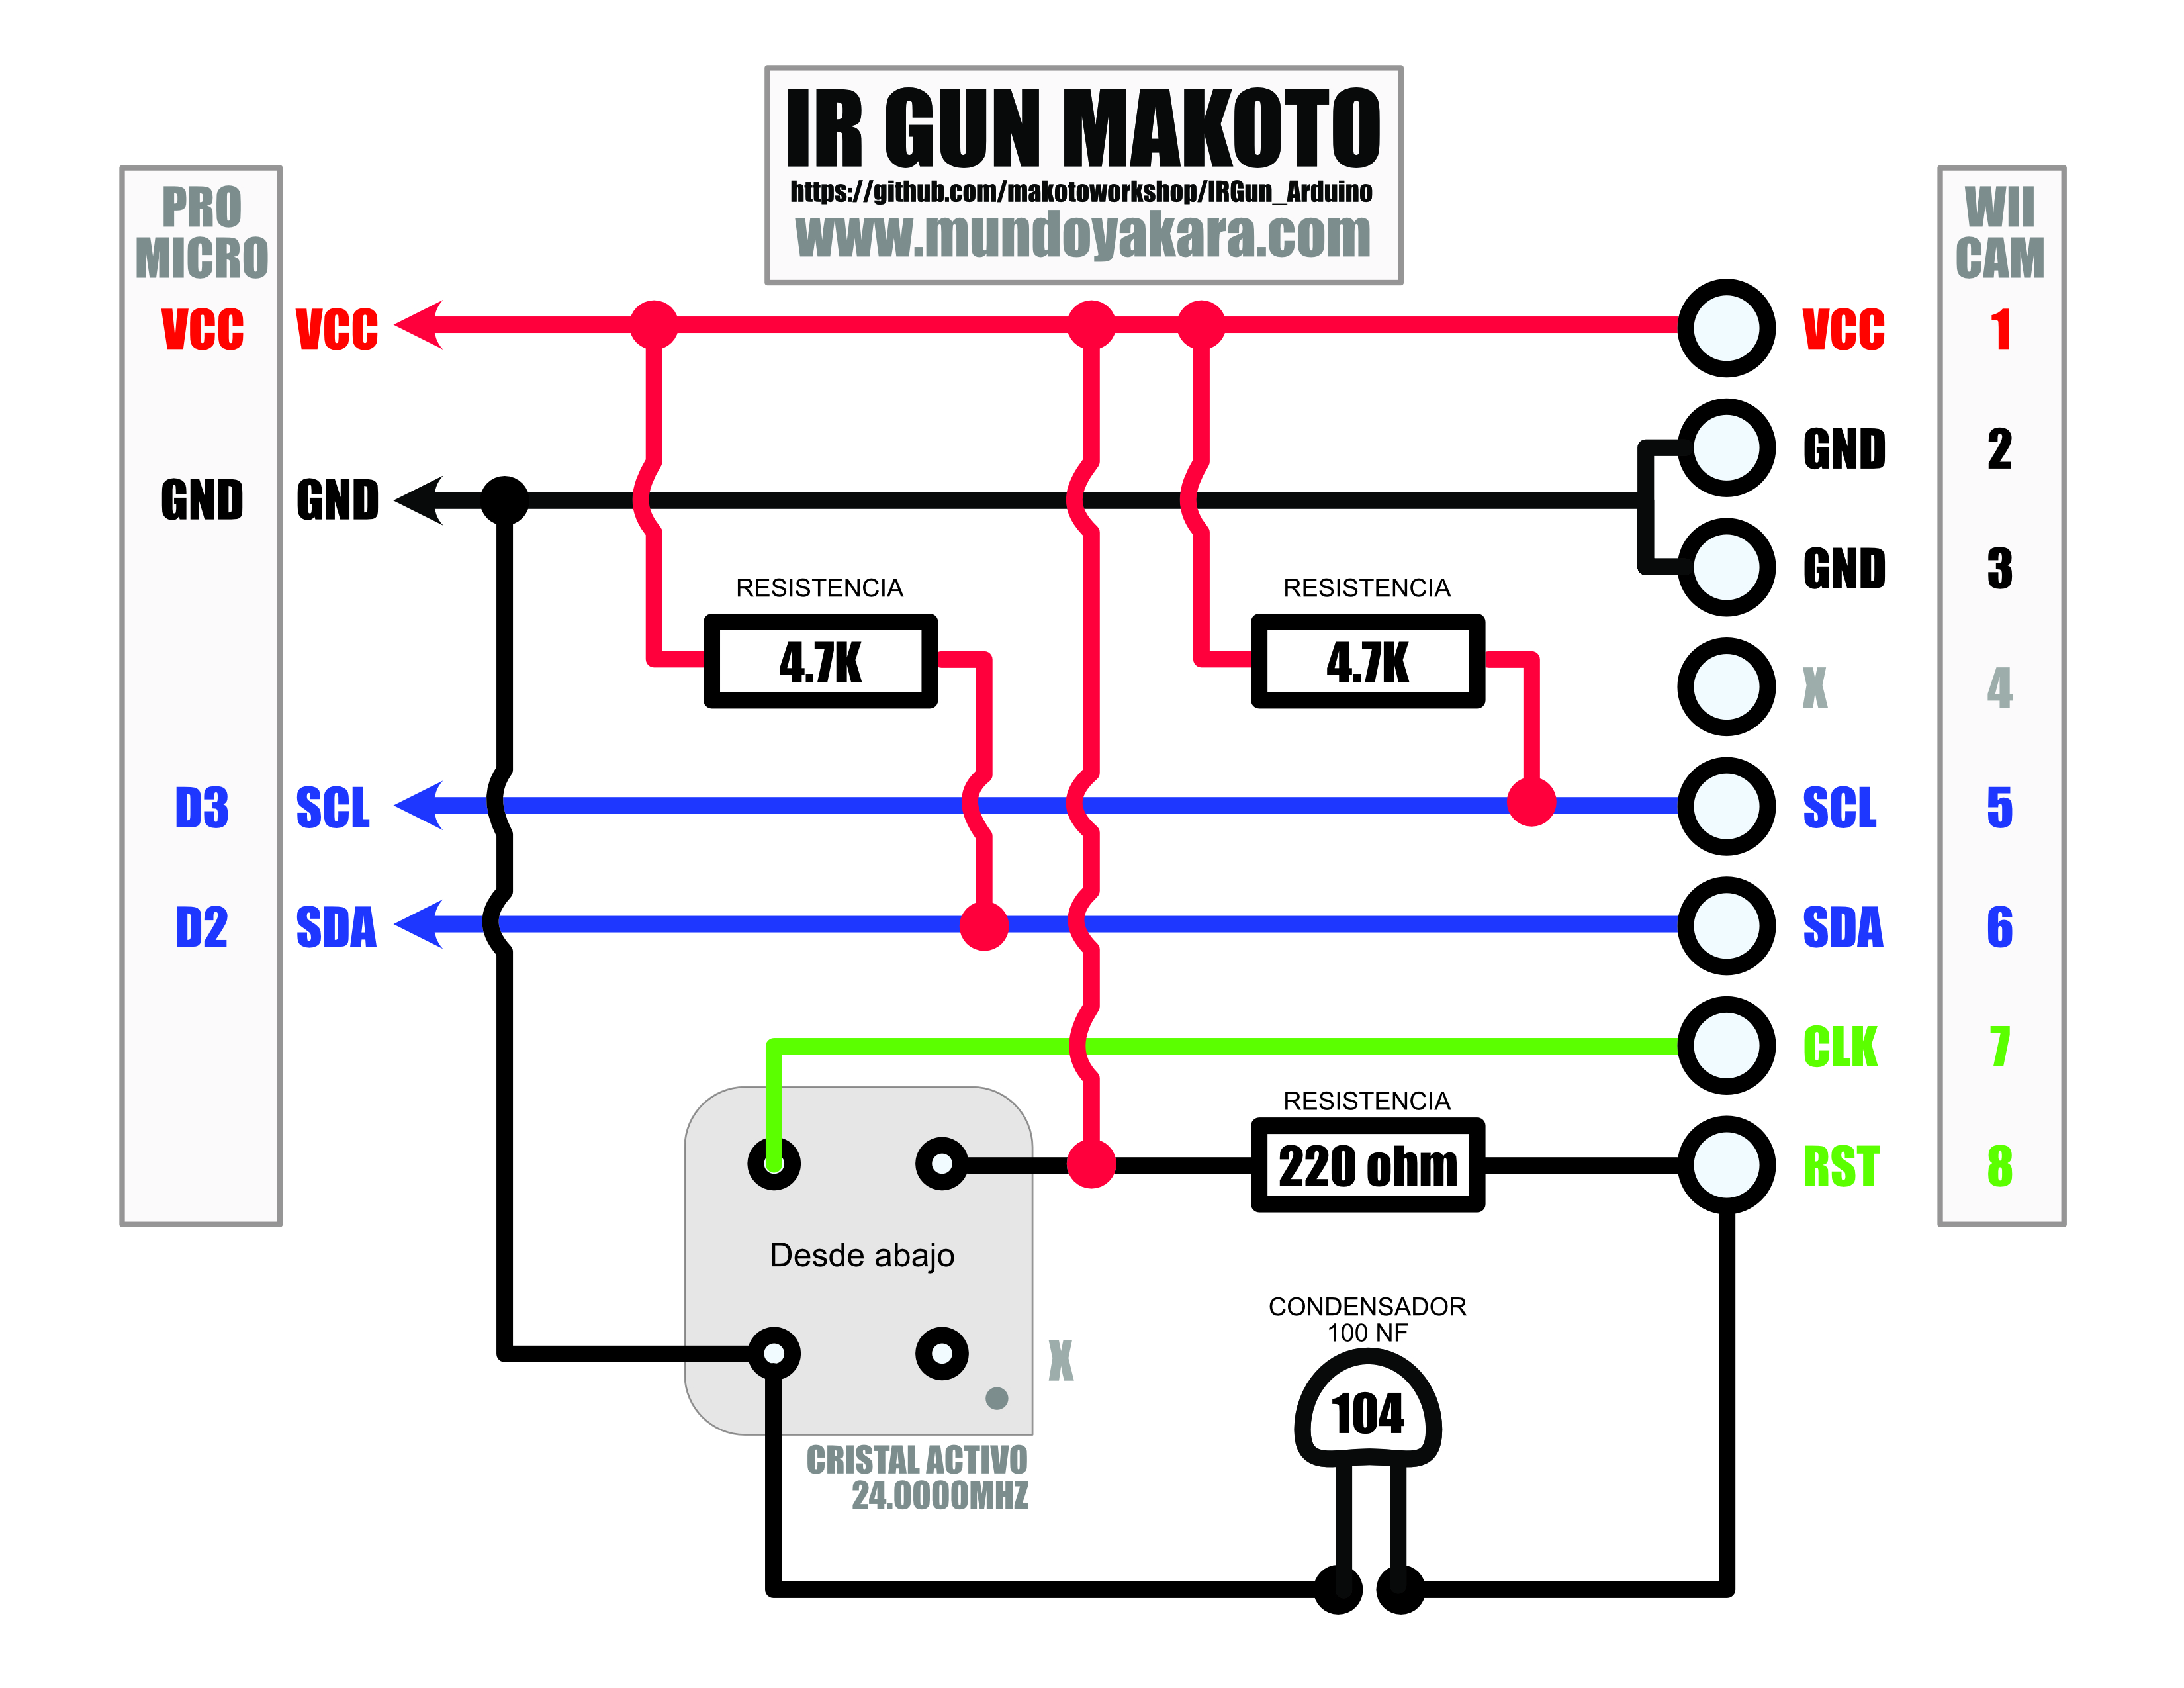 IR GUN MAKOTO
https://github.com/makotoworkshop/IRGun_Arduino
www.mundoyakara.com
PRO
MICRO
WII
CAM
VCC VCC VCC 1
GND 2
GND GND
GND 3
RESISTENCIA RESISTENCIA
4.7K 4.7K
X 4
D3 SCL SCL 5
D2 SDA SDA 6
CLK 7
RESISTENCIA
220 ohm
RST 8
Desde abajo
CONDENSADOR
100 NF
X
104
CRISTAL ACTIVO
24.0000MHZ